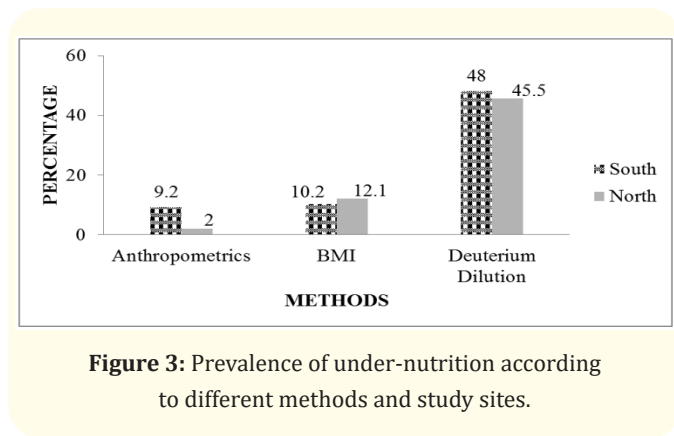 60
40
20
0
PERCENTAGE
9.2
2
10.2
12.1
48
45.5
South
North
Anthropometrics
BMI
Deuterium
Dilution
METHODS
Figure 3: Prevalence of under-nutrition according
to different methods and study sites.